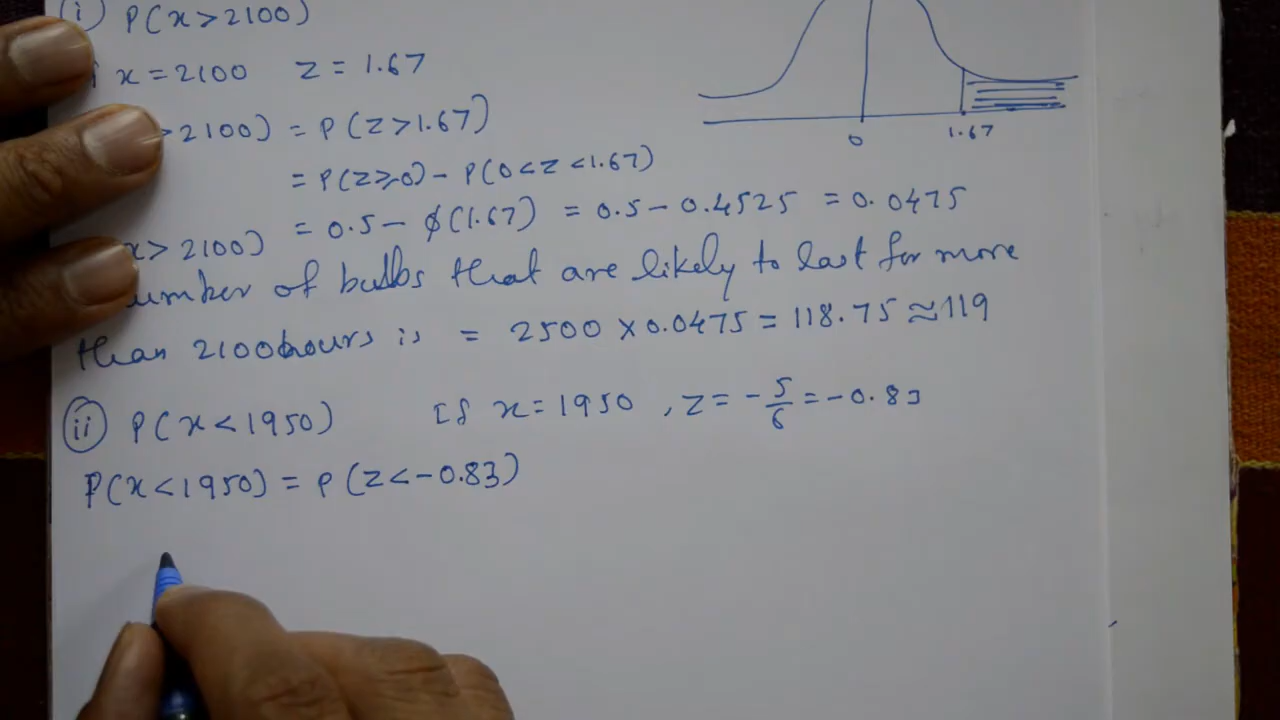 (i) P(x>2100)
x=2100 z = 1.67
>2100) = P(z>1.67)
= P(z≥0) - P(0<z<1.67)
x>2100) = 0.5 - φ(1.67) = 0.5 - 0.4525 = 0.0475
umber of bulbs that are likely to last for more
than 2100 hours is = 2500 × 0.0475 = 118.75 ≈ 119
(ii) P(x<1950) If x=1950, z = -5/6 = -0.83
P(x<1950) = P(z<-0.83)
0 1.67